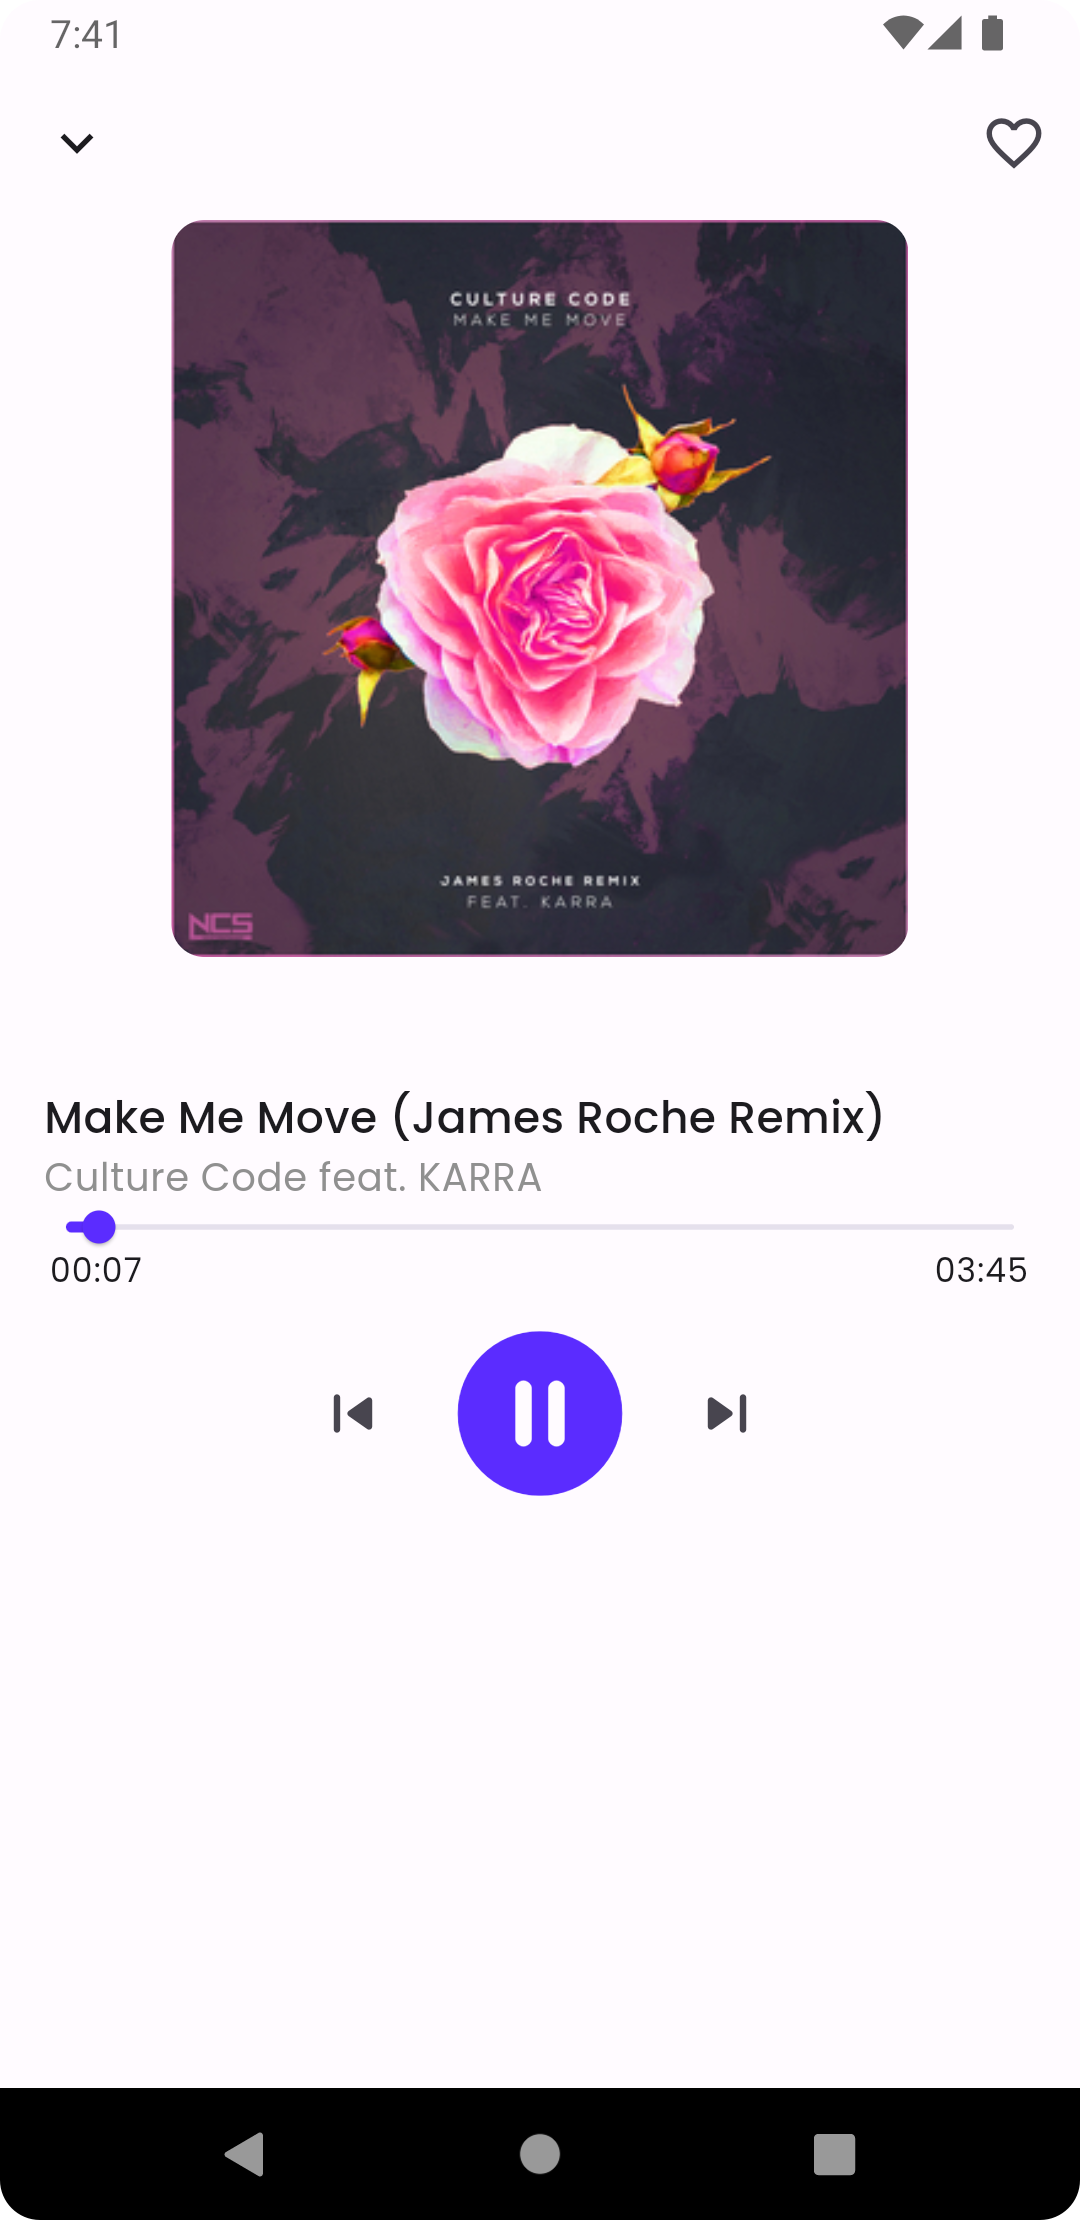 7:41
CULTURE CODE
MAKE ME MOVE
JAMES ROCHE REMIX
FEAT. KARRA
NCS
Make Me Move (James Roche Remix)
Culture Code feat. KARRA
00:07
03:45